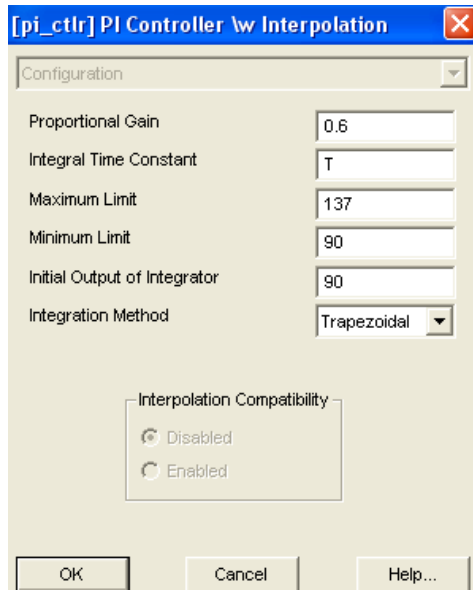 [pi_ctlr] PI Controller \w Interpolation
Configuration
Proportional Gain 0.6
Integral Time Constant T
Maximum Limit 137
Minimum Limit 90
Initial Output of Integrator 90
Integration Method Trapezoidal
Interpolation Compatibility
Disabled
Enabled
OK Cancel Help...